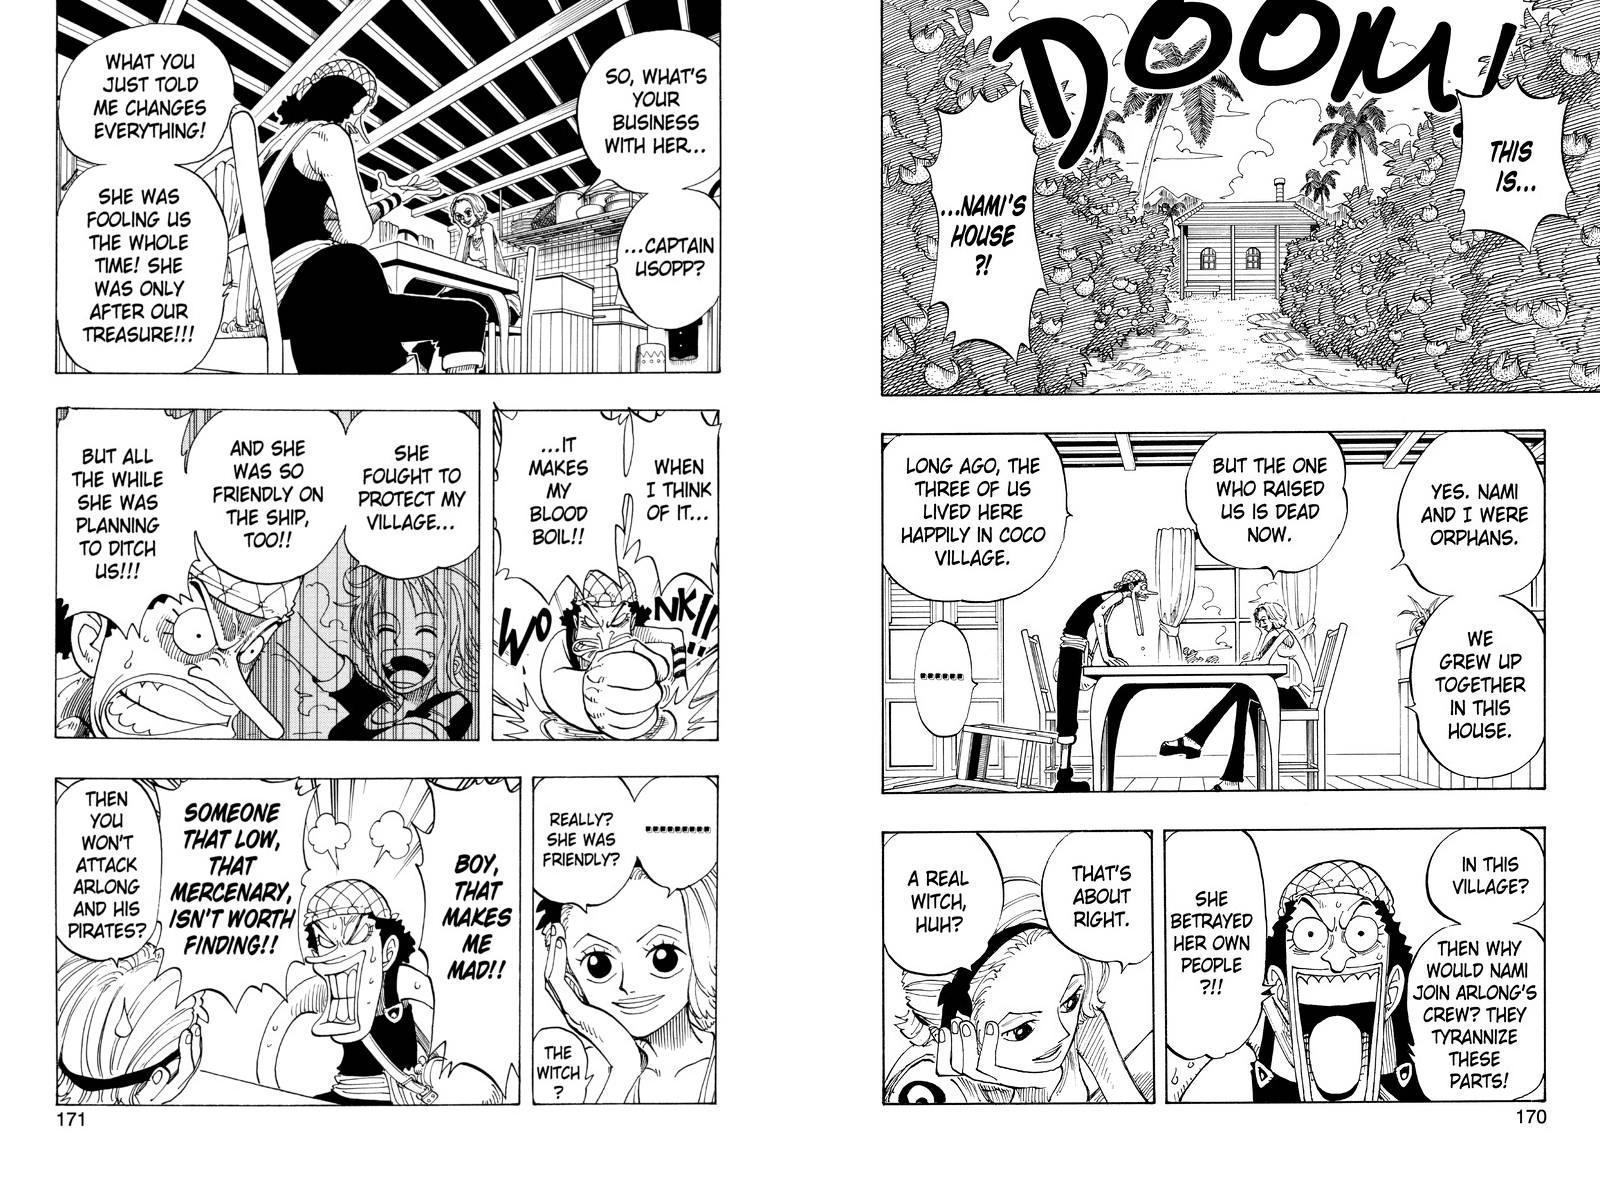 DOOM!
THIS
IS...
...NAMI'S
HOUSE
?!
YES. NAMI
AND I WERE
ORPHANS.
WE
GREW UP
TOGETHER
IN THIS
HOUSE.
BUT THE ONE
WHO RAISED
US IS DEAD
NOW.
LONG AGO, THE
THREE OF US
LIVED HERE
HAPPILY IN COCO
VILLAGE.
......
IN THIS
VILLAGE?
THEN WHY
WOULD NAMI
JOIN ARLONG'S
CREW? THEY
TYRANNIZE
THESE
PARTS!
SHE
BETRAYED
HER OWN
PEOPLE
?!!
THAT'S
ABOUT
RIGHT.
A REAL
WITCH,
HUH?
170
SO, WHAT'S
YOUR
BUSINESS
WITH HER...
...CAPTAIN
USOPP?
WHAT YOU
JUST TOLD
ME CHANGES
EVERYTHING!
SHE WAS
FOOLING US
THE WHOLE
TIME! SHE
WAS ONLY
AFTER OUR
TREASURE!!!
WHEN
I THINK
OF IT...
...IT
MAKES
MY
BLOOD
BOIL!!
WONK!!
SHE
FOUGHT TO
PROTECT MY
VILLAGE...
AND SHE
WAS SO
FRIENDLY ON
THE SHIP,
TOO!!
BUT ALL
THE WHILE
SHE WAS
PLANNING
TO DITCH
US!!!
.........
REALLY?
SHE WAS
FRIENDLY?
THE
WITCH
?
BOY,
THAT
MAKES
ME
MAD!!
SOMEONE
THAT LOW,
THAT
MERCENARY,
ISN'T WORTH
FINDING!!
THEN
YOU
WON'T
ATTACK
ARLONG
AND HIS
PIRATES?
171